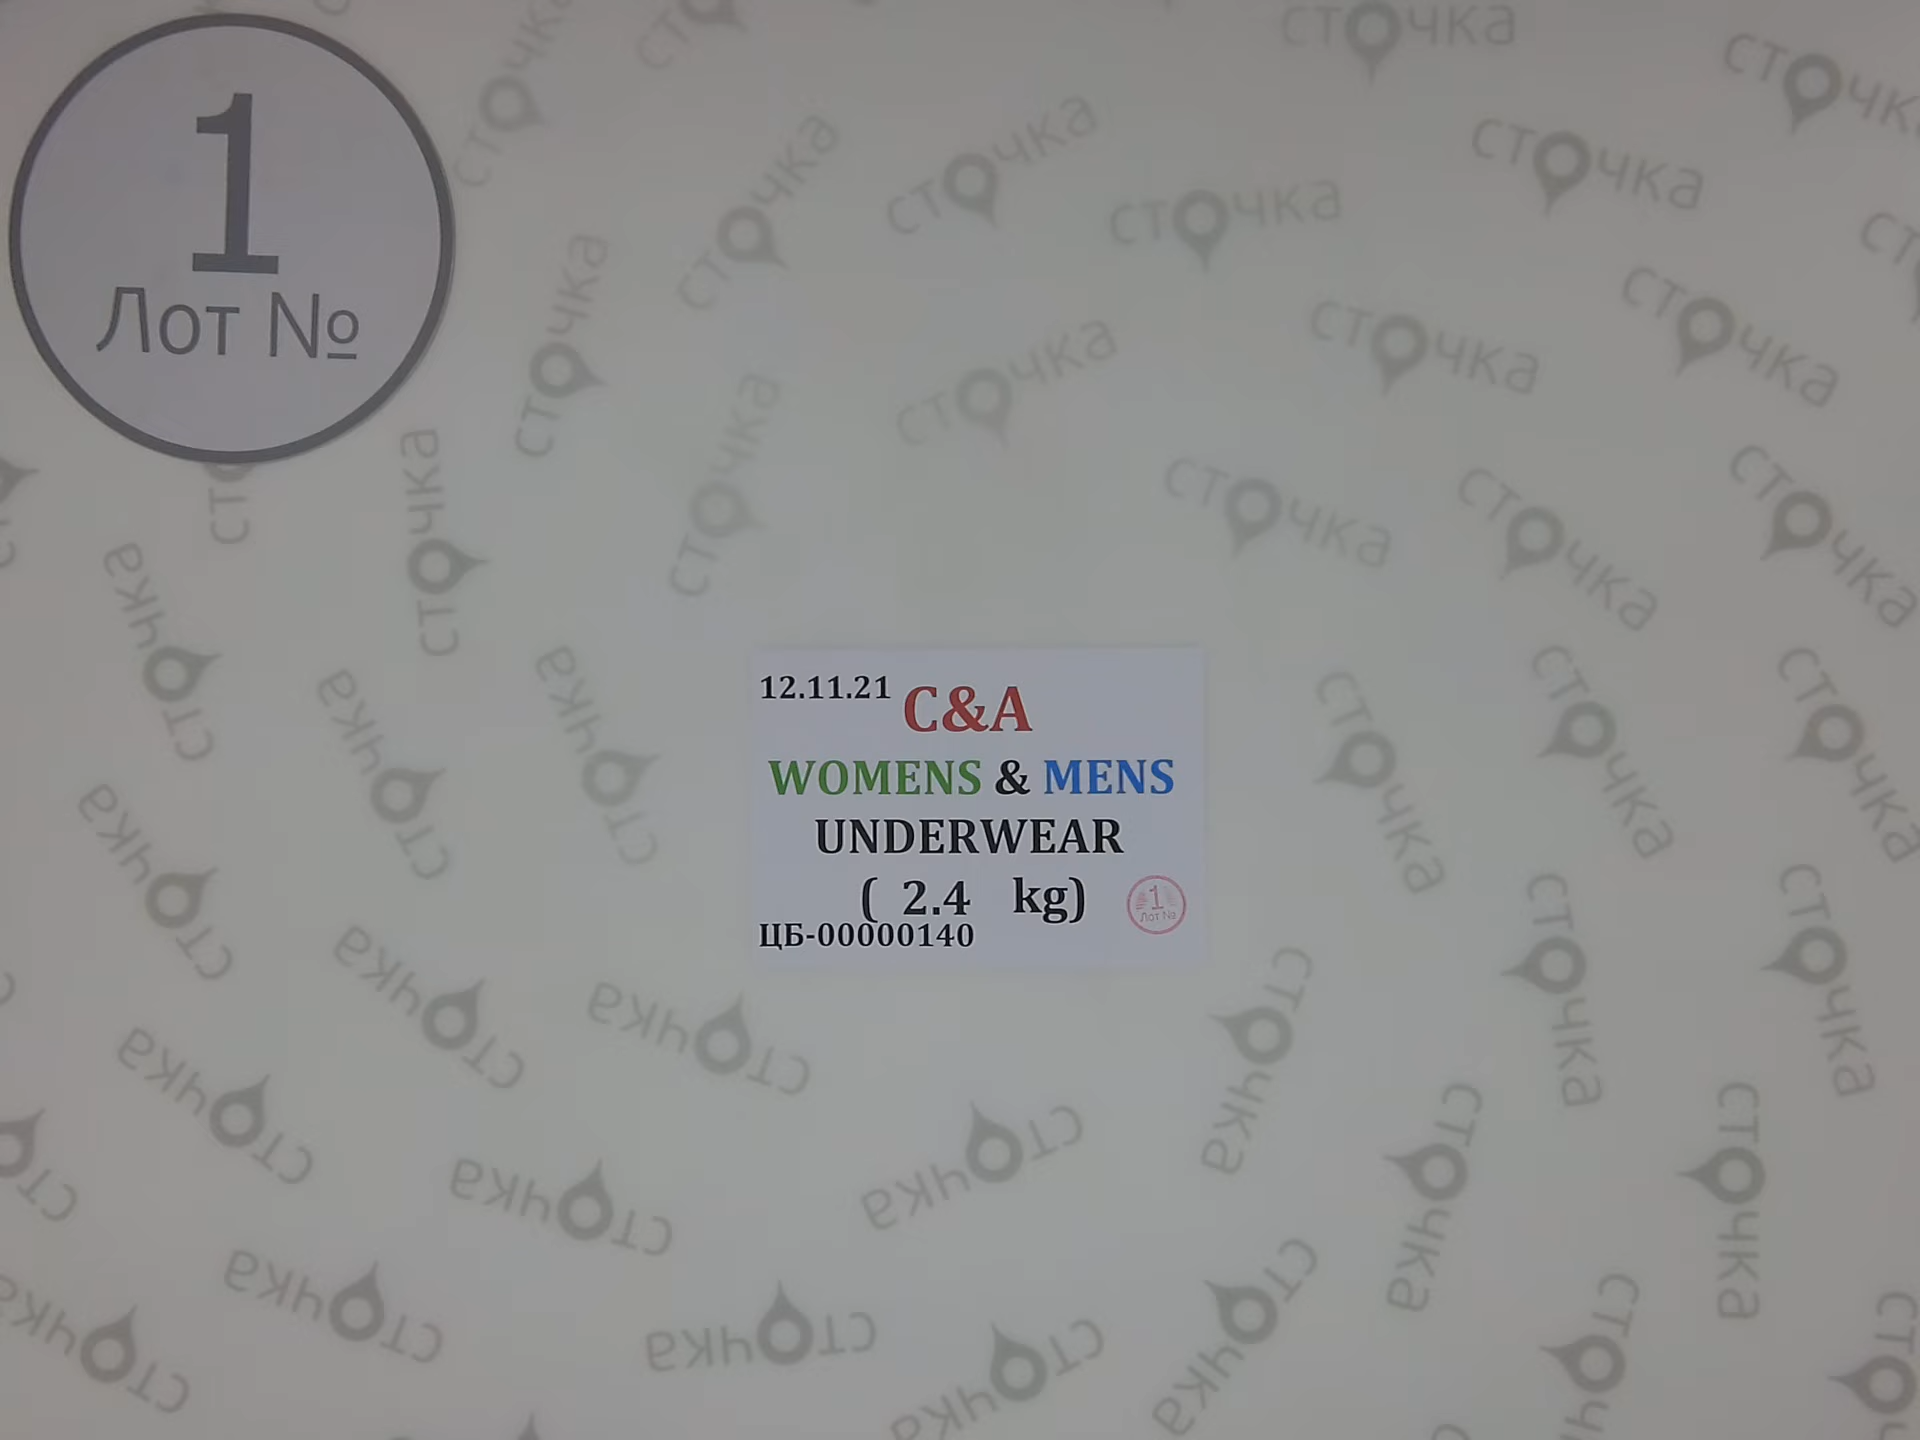 1
Лот №
12.11.21
C&A
WOMENS & MENS
UNDERWEAR
( 2.4 kg)
ЦБ-00000140
1
Лот №
сточка